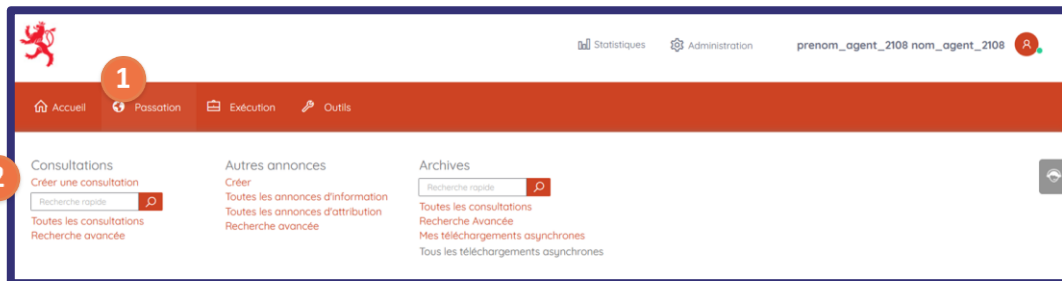 Statistiques
Administration
prenom_agent_2108 nom_agent_2108
1
Accueil
Passation
Exécution
Outils
2
Consultations
Créer une consultation
Recherche rapide
Toutes les consultations
Recherche avancée
Autres annonces
Créer
Toutes les annonces d'information
Toutes les annonces d'attribution
Recherche avancée
Archives
Recherche rapide
Toutes les consultations
Recherche Avancée
Mes téléchargements asynchrones
Tous les téléchargements asynchrones